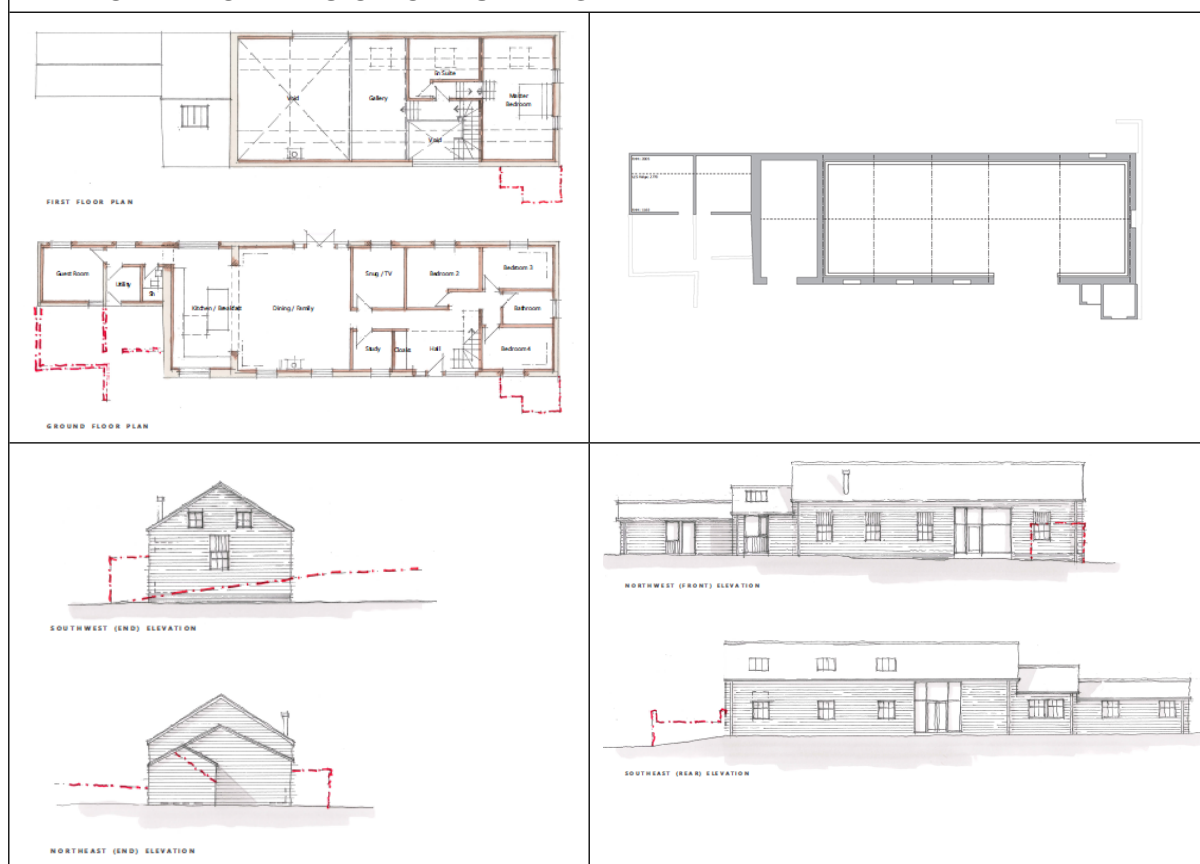 Void
Gallery
En Suite
Master
Bedroom
Void
FIRST FLOOR PLAN
Guest Room
Utility
Sh
Kitchen / Breakfast
Dining / Family
Snug / TV
Bedroom 2
Bedroom 3
Bathroom
Study
Cloaks
Hall
Bedroom 4
GROUND FLOOR PLAN
SOUTHWEST (END) ELEVATION
NORTHEAST (END) ELEVATION
NORTHWEST (FRONT) ELEVATION
SOUTHEAST (REAR) ELEVATION